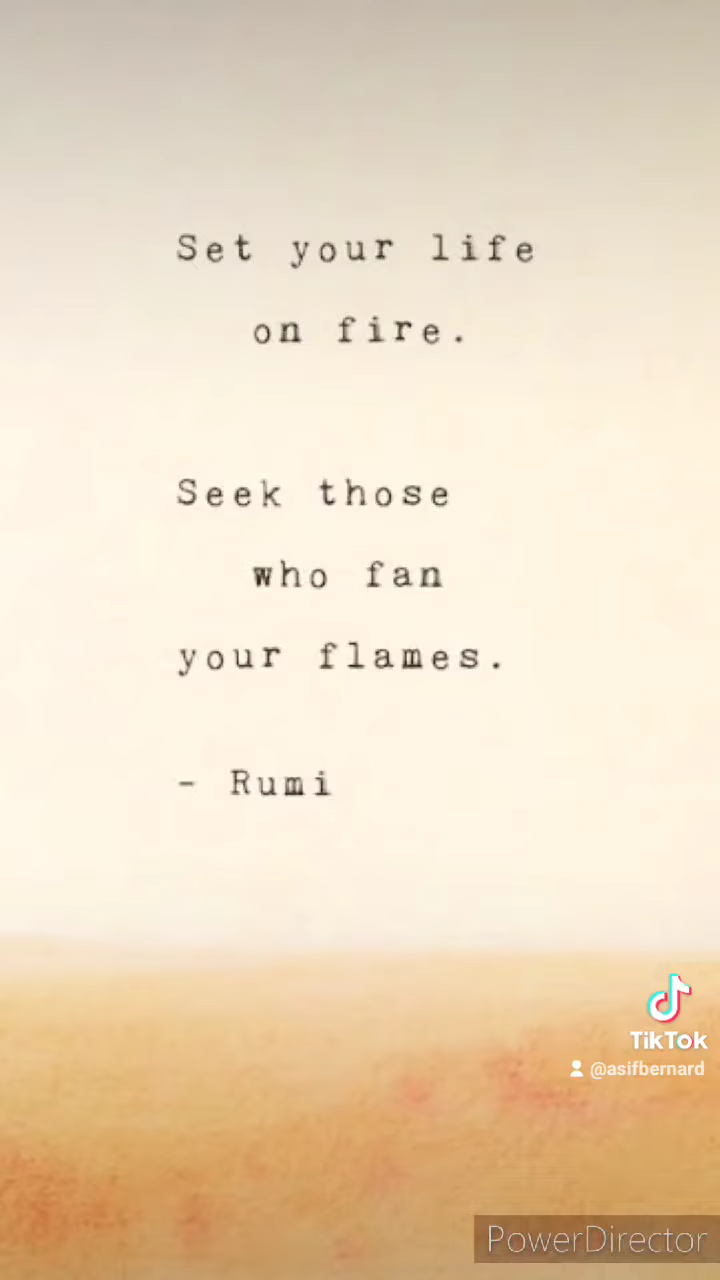 Set your life
on fire.
Seek those
who fan
your flames.
- Rumi
TikTok
@asifbernard
PowerDirector